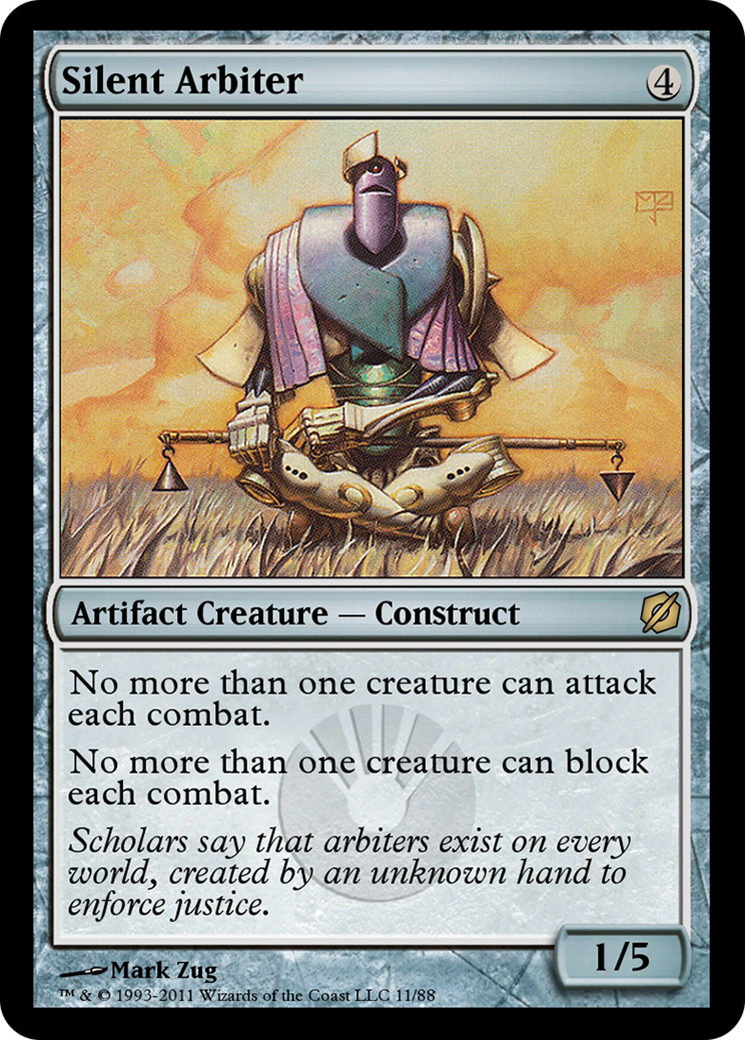 Silent Arbiter 4
Artifact Creature — Construct
No more than one creature can attack
each combat.
No more than one creature can block
each combat.
Scholars say that arbiters exist on every
world, created by an unknown hand to
enforce justice.
1/5
Mark Zug
™ & © 1993-2011 Wizards of the Coast LLC 11/88